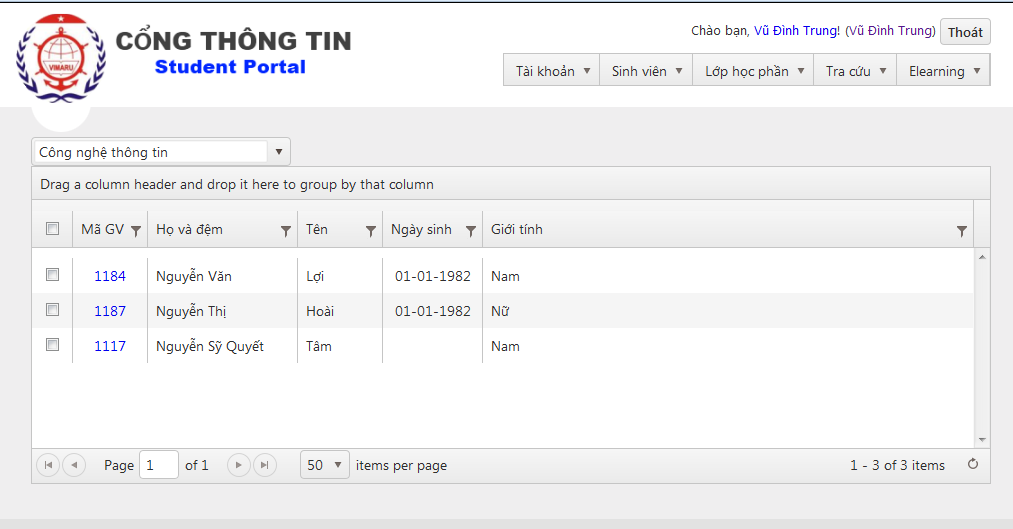 Chào bạn, Vũ Đình Trung! (Vũ Đình Trung) Thoát
CỔNG THÔNG TIN
Student Portal
VIMARU
Tài khoản Sinh viên Lớp học phần Tra cứu Elearning
Công nghệ thông tin
Drag a column header and drop it here to group by that column
Mã GV Họ và đệm Tên Ngày sinh Giới tính
1184 Nguyễn Văn Lợi 01-01-1982 Nam
1187 Nguyễn Thị Hoài 01-01-1982 Nữ
1117 Nguyễn Sỹ Quyết Tâm Nam
Page 1 of 1 50 items per page 1 - 3 of 3 items